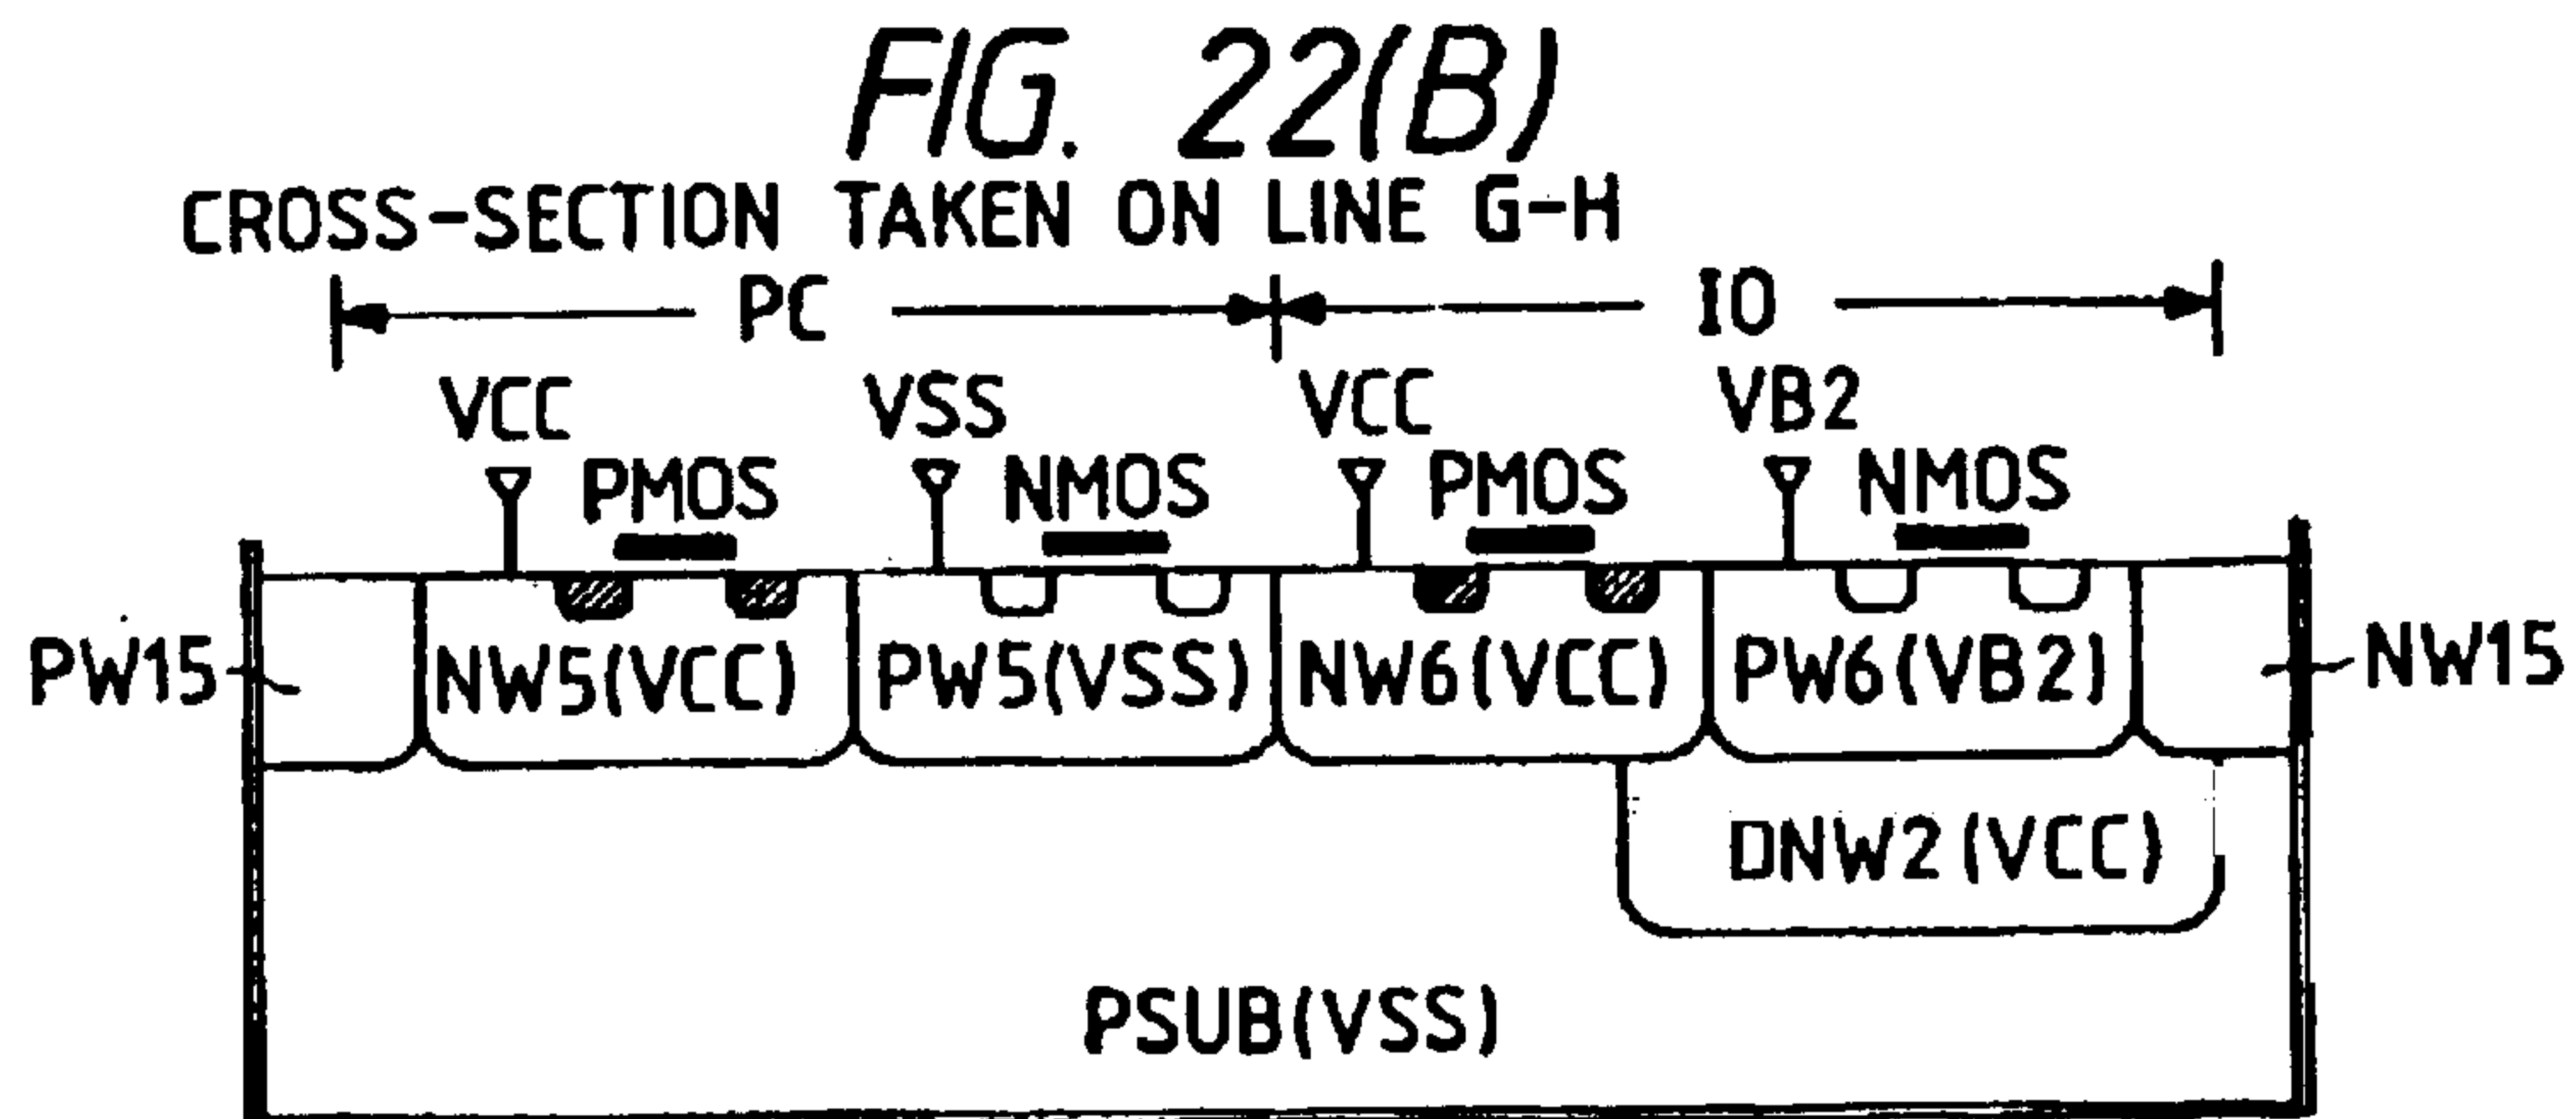 FIG. 22(B)
CROSS-SECTION TAKEN ON LINE G-H
PC IO
VCC VSS VCC VB2
PMOS NMOS PMOS NMOS
PW15 NW5(VCC) PW5(VSS) NW6(VCC) PW6(VB2) NW15
DNW2(VCC)
PSUB(VSS)